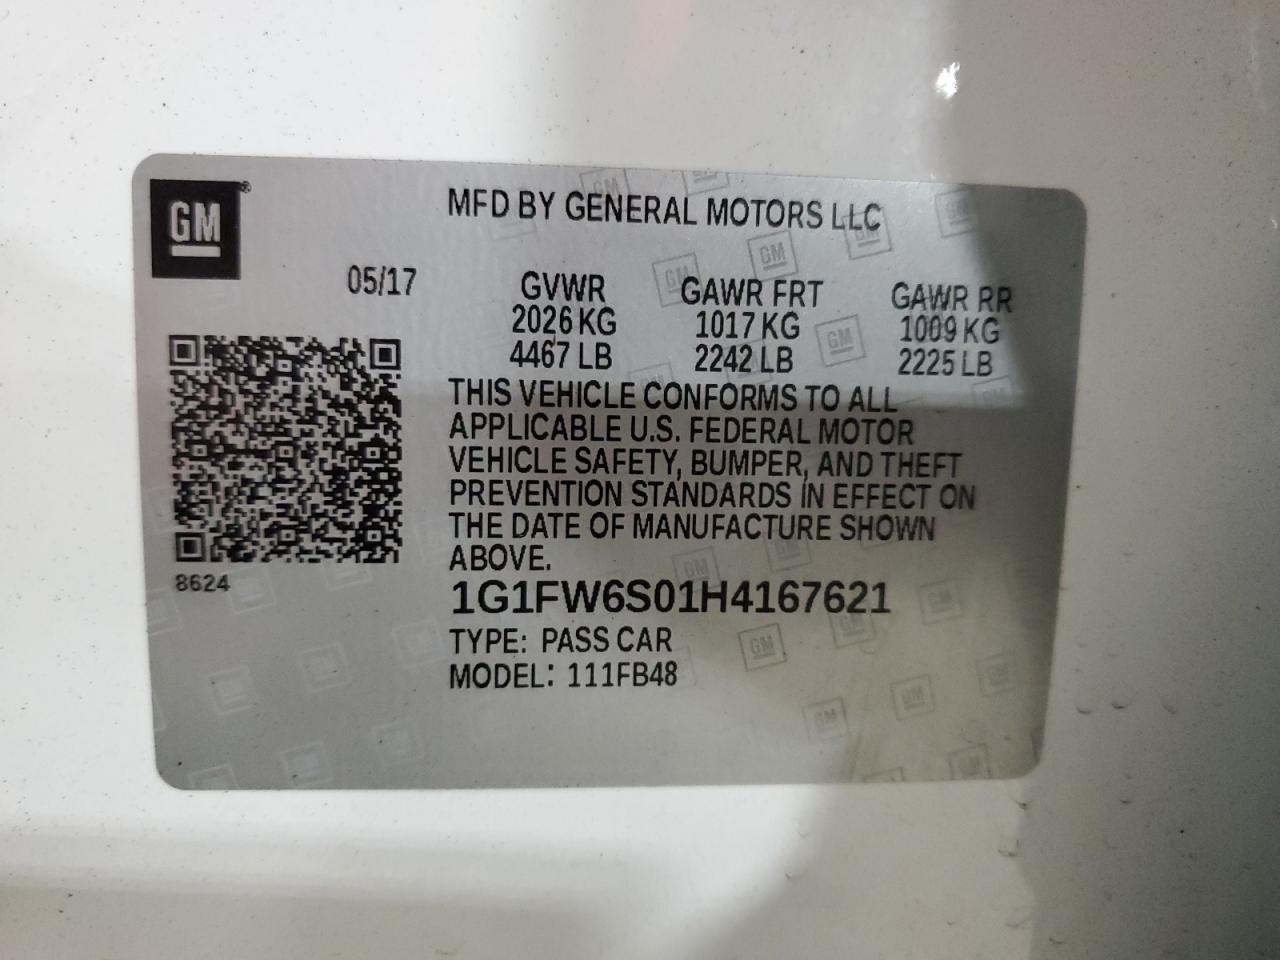 GM®
MFD BY GENERAL MOTORS LLC
05/17 GVWR GAWR FRT GAWR RR
2026 KG 1017 KG 1009 KG
4467 LB 2242 LB 2225 LB
THIS VEHICLE CONFORMS TO ALL
APPLICABLE U.S. FEDERAL MOTOR
VEHICLE SAFETY, BUMPER, AND THEFT
PREVENTION STANDARDS IN EFFECT ON
THE DATE OF MANUFACTURE SHOWN
ABOVE.
8624
1G1FW6S01H4167621
TYPE: PASS CAR
MODEL: 111FB48